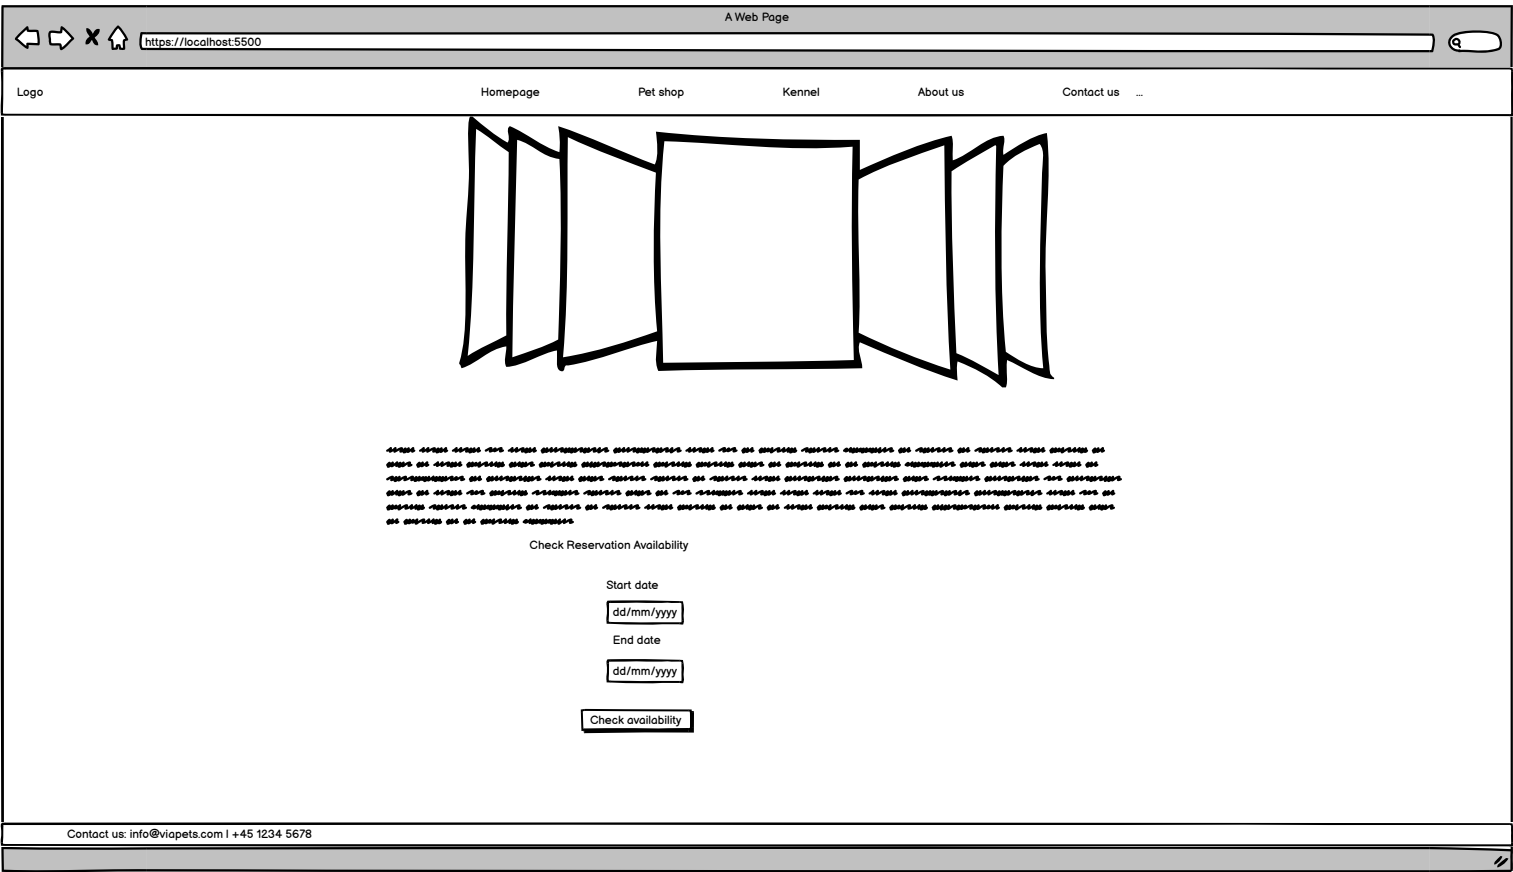 A Web Page
https://localhost:5500
Logo Homepage Pet shop Kennel About us Contact us ...
Check Reservation Availability
Start date
dd/mm/yyyy
End date
dd/mm/yyyy
Check availability
Contact us: info@viapets.com | +45 1234 5678